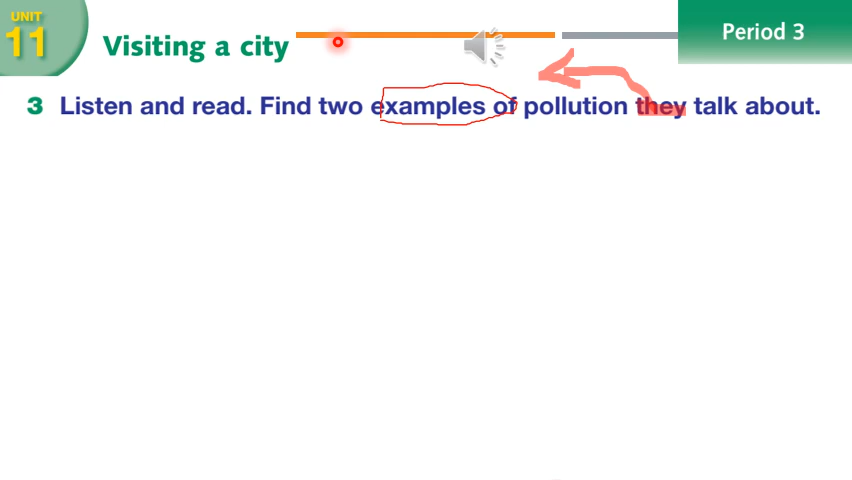 UNIT
11
Visiting a city
Period 3
3 Listen and read. Find two examples of pollution they talk about.